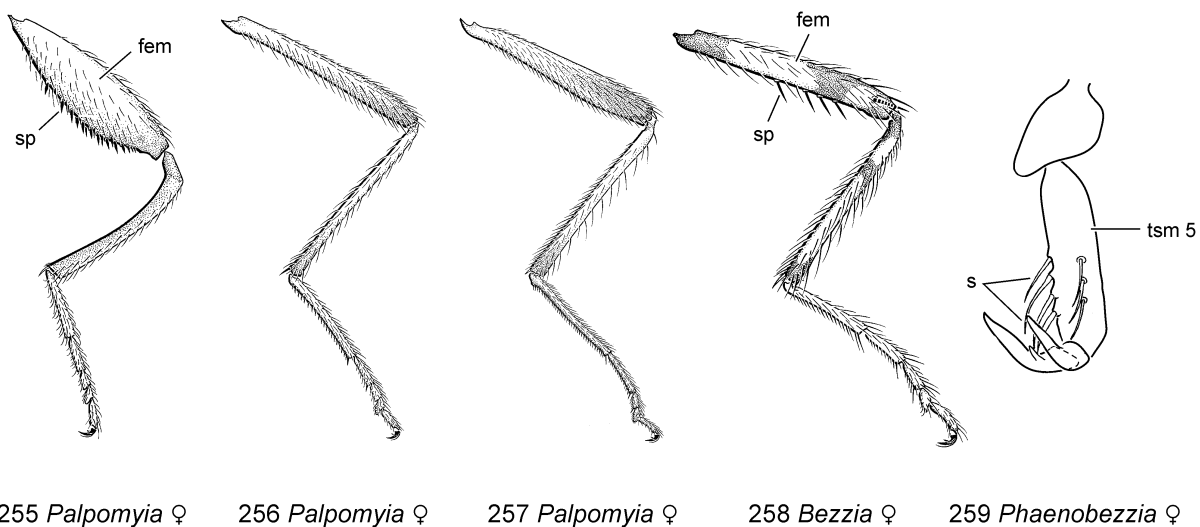 fem
sp
fem
sp
tsm 5
s
255 Palpomyia ♀ 256 Palpomyia ♀ 257 Palpomyia ♀ 258 Bezzia ♀ 259 Phaenobezzia ♀